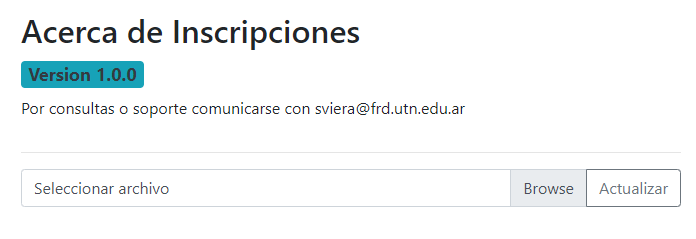 Acerca de Inscripciones
Version 1.0.0
Por consultas o soporte comunicarse con sviera@frd.utn.edu.ar
Seleccionar archivo Browse Actualizar